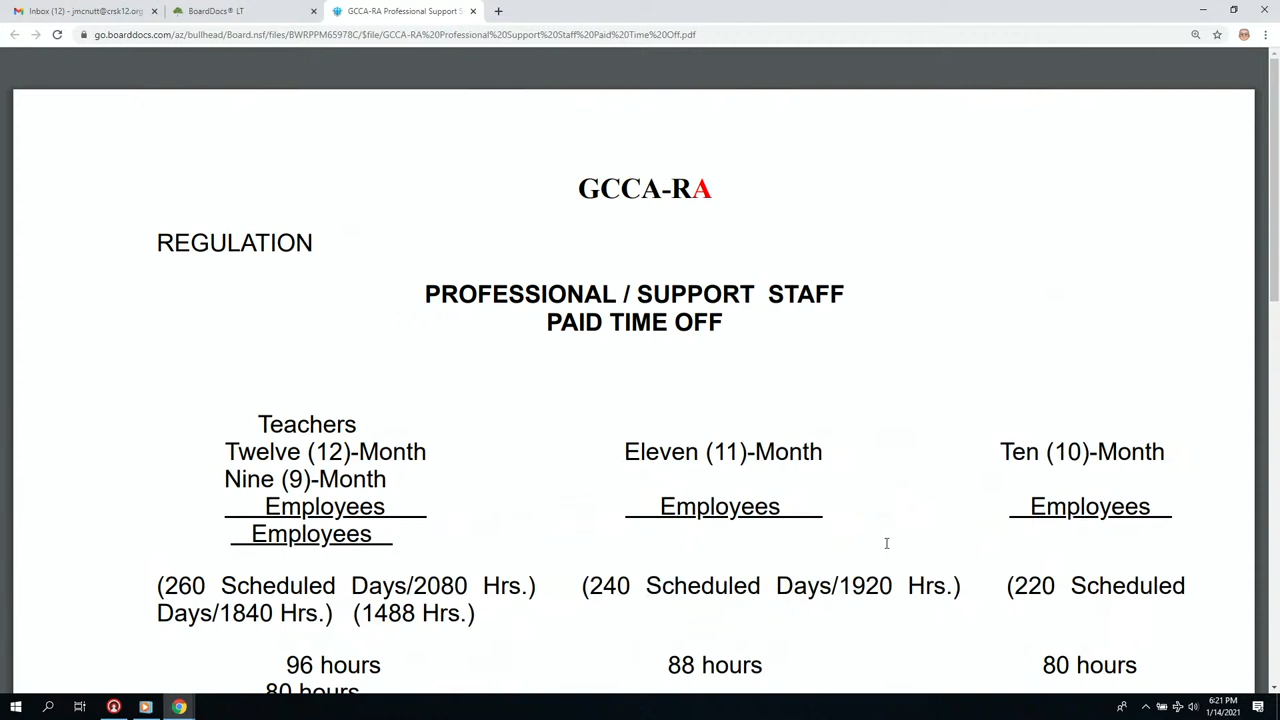 Inbox (12) - jmcnutt@crsk12.org
BoardDocs® LT
GCCA-RA Professional Support S
go.boarddocs.com/az/bullhead/Board.nsf/files/BWRPPM65978C/$file/GCCA-RA%20Professional%20Support%20Staff%20Paid%20Time%20Off.pdf
GCCA-RA
REGULATION
PROFESSIONAL / SUPPORT STAFF
PAID TIME OFF
Teachers
Twelve (12)-Month Eleven (11)-Month Ten (10)-Month
Nine (9)-Month
Employees Employees Employees
Employees
(260 Scheduled Days/2080 Hrs.) (240 Scheduled Days/1920 Hrs.) (220 Scheduled
Days/1840 Hrs.) (1488 Hrs.)
96 hours 88 hours 80 hours
80 hours
6:21 PM
1/14/2021